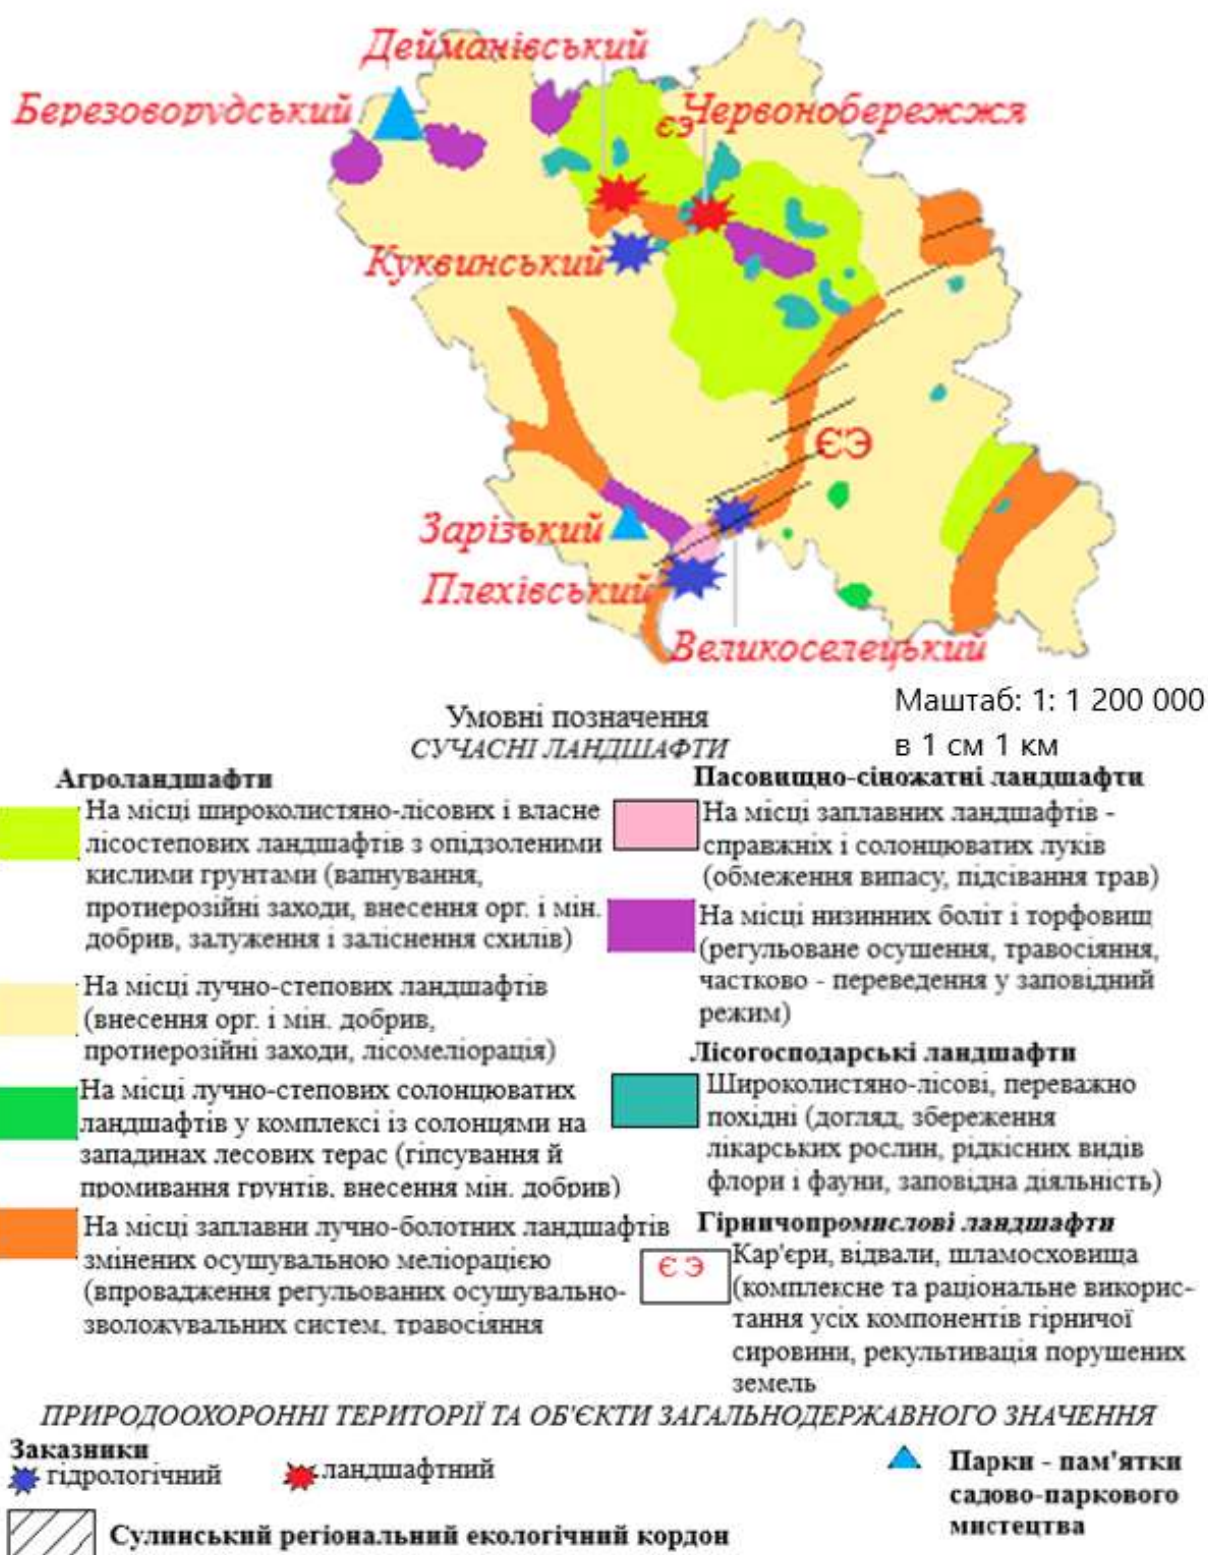 Дейманівський
Березоворудський
ЄЭ Червонобережжя
Куквинський
ЄЭ
Зарізький
Плехівський
Великоселецький
Маштаб: 1: 1 200 000
в 1 см 1 км
Умовні позначення
СУЧАСНІ ЛАНДШАФТИ
Агроландшафти
На місці широколистяно-лісових і власне
лісостепових ландшафтів з опідзоленими
кислими грунтами (вапнування,
протиерозійні заходи, внесення орг. і мін.
добрив, залуження і заліснення схилів)
На місці лучно-степових ландшафтів
(внесення орг. і мін. добрив,
протиерозійні заходи, лісомеліорація)
На місці лучно-степових солонцюватих
ландшафтів у комплексі із солонцями на
западинах лесових терас (гіпсування й
промивання грунтів, внесення мін. добрив)
На місці заплавни лучно-болотних ландшафтів
змінених осушувальною меліорацією
(впровадження регульованих осушувально-
зволожувальних систем, травосіяння
Пасовищно-сіножатні ландшафти
На місці заплавних ландшафтів -
справжніх і солонцюватих луків
(обмеження випасу, підсівання трав)
На місці низинних боліт і торфовищ
(регульоване осушення, травосіяння,
частково - переведення у заповідний
режим)
Лісогосподарські ландшафти
Широколистяно-лісові, переважно
похідні (догляд, збереження
лікарських рослин, рідкісних видів
флори і фауни, заповідна діяльність)
Гірничопромислові ландшафти
Є Э
Кар'єри, відвали, шламосховища
(комплексне та раціональне викорис-
тання усіх компонентів гірничої
сировини, рекультивація порушених
земель
ПРИРОДООХОРОННІ ТЕРИТОРІЇ ТА ОБ'ЄКТИ ЗАГАЛЬНОДЕРЖАВНОГО ЗНАЧЕННЯ
Заказники
гідрологічний
ландшафтний
Парки - пам'ятки
садово-паркового
мистецтва
Сулинський регіональний екологічний кордон